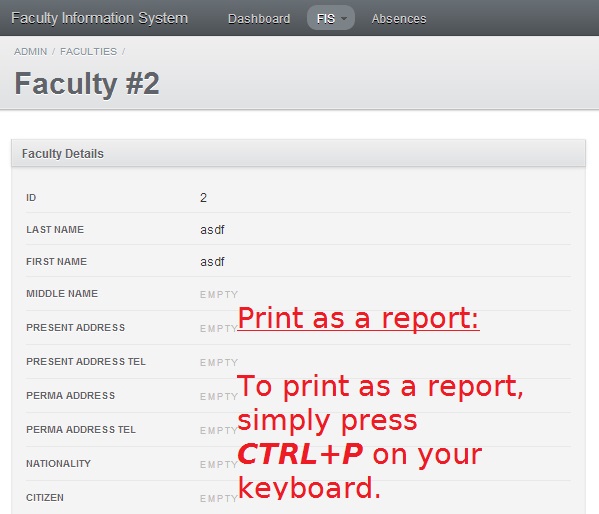 Faculty Information System Dashboard FIS Absences
ADMIN / FACULTIES /
Faculty #2
Faculty Details
ID 2
LAST NAME asdf
FIRST NAME asdf
MIDDLE NAME EMPTY
PRESENT ADDRESS EMPTY
PRESENT ADDRESS TEL EMPTY
PERMA ADDRESS EMPTY
PERMA ADDRESS TEL EMPTY
NATIONALITY EMPTY
CITIZEN EMPTY
Print as a report:
To print as a report,
simply press
CTRL+P on your
keyboard.